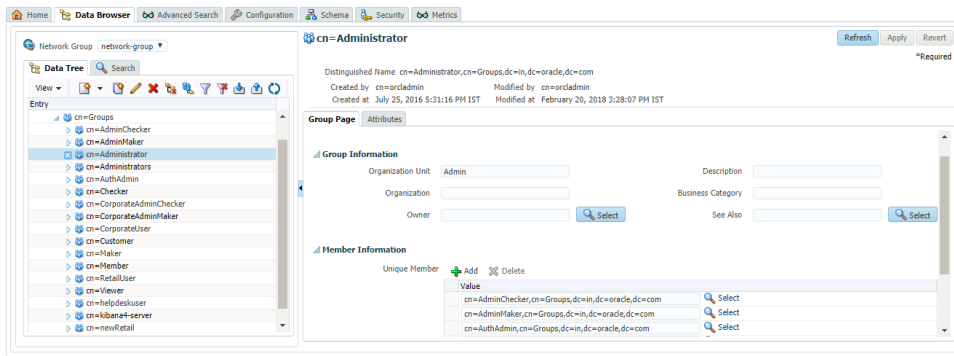 Home Data Browser Advanced Search Configuration Schema Security Metrics
Network Group network-group
Data Tree Search
View
Entry
cn=Groups
cn=AdminChecker
cn=AdminMaker
cn=Administrator
cn=Administrators
cn=AuthAdmin
cn=Checker
cn=CorporateAdminChecker
cn=CorporateAdminMaker
cn=CorporateUser
cn=Customer
cn=Maker
cn=Member
cn=RetailUser
cn=Viewer
cn=helpdeskuser
cn=kibana4-server
cn=newRetail
cn=Administrator Refresh Apply Revert
*Required
Distinguished Name cn=Administrator,cn=Groups,dc=in,dc=oracle,dc=com
Created by cn=orcladmin Modified by cn=orcladmin
Created at July 25, 2016 5:31:16 PM IST Modified at February 20, 2018 3:28:07 PM IST
Group Page Attributes
Group Information
Organization Unit Admin Description
Organization Business Category
Owner Select See Also Select
Member Information
Unique Member Add Delete
Value
cn=AdminChecker,cn=Groups,dc=in,dc=oracle,dc=com Select
cn=AdminMaker,cn=Groups,dc=in,dc=oracle,dc=com Select
cn=AuthAdmin,cn=Groups,dc=in,dc=oracle,dc=com Select